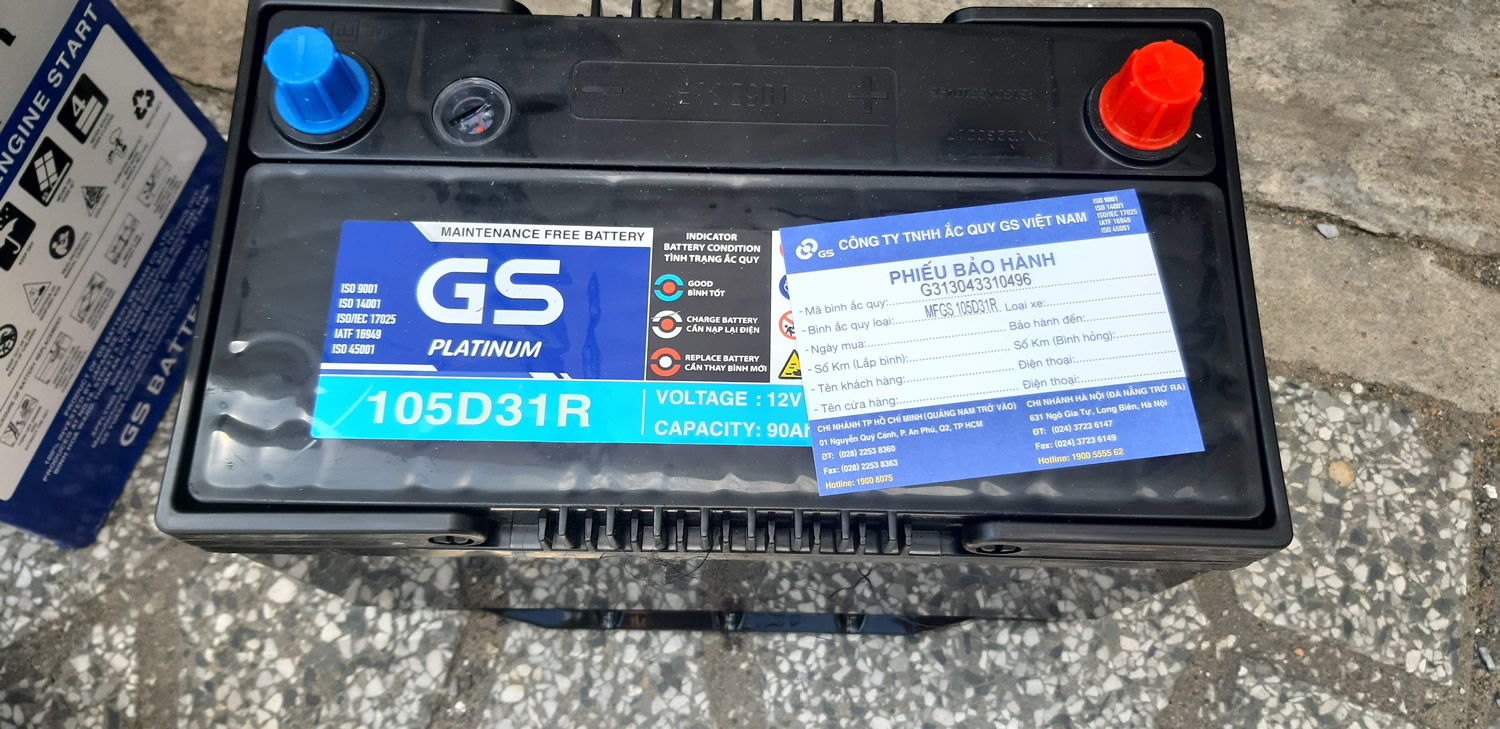 ENGINE START
4
GS BATTE
105D31R
MAINTENANCE FREE BATTERY
ISO 9001
ISO 14001
ISO/IEC 17025
IATF 16949
ISO 45001
GS
PLATINUM
105D31R
VOLTAGE : 12V
CAPACITY: 90AH
INDICATOR
BATTERY CONDITION
TÌNH TRẠNG ẮC QUY
GOOD
BÌNH TỐT
CHARGE BATTERY
CẦN NẠP LẠI ĐIỆN
REPLACE BATTERY
CẦN THAY BÌNH MỚI
GS
CÔNG TY TNHH ẮC QUY GS VIỆT NAM
ISO 9001
ISO 14001
ISO/IEC 17025
IATF 16949
ISO 45001
PHIẾU BẢO HÀNH
- Mã bình ắc quy: G313043310496
- Bình ắc quy loại: MFGS 105D31R Loại xe:
- Ngày mua: Bảo hành đến:
- Số Km (Lắp bình): Số Km (Bình hỏng):
- Tên khách hàng: Điện thoại:
- Tên cửa hàng: Điện thoại:
CHI NHÁNH TP HỒ CHÍ MINH (QUẢNG NAM TRỞ VÀO)
01 Nguyễn Quý Cảnh, P. An Phú, Q2, TP HCM
ĐT: (028) 2253 8360
Fax: (028) 2253 8363
Hotline: 1900 6075
CHI NHÁNH HÀ NỘI (ĐÀ NẴNG TRỞ RA)
631 Ngô Gia Tự, Long Biên, Hà Nội
ĐT: (024) 3723 6147
Fax: (024) 3723 6149
Hotline: 1900 5555 62